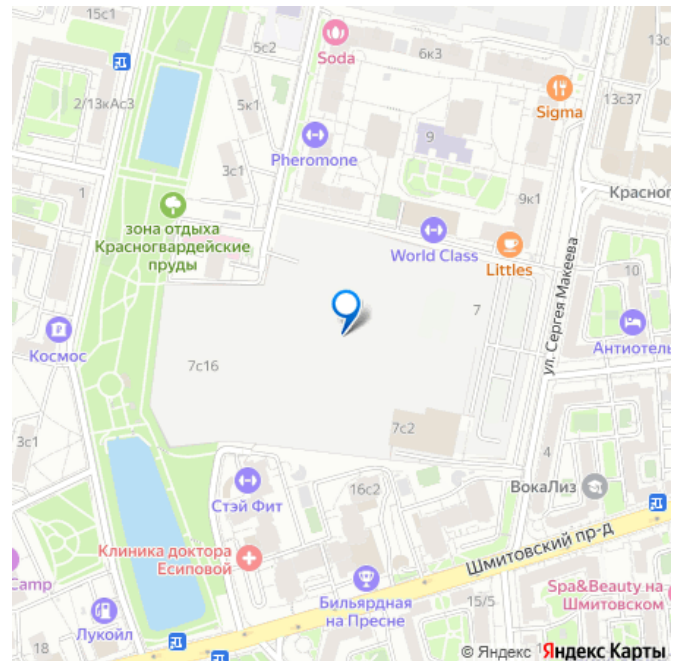 15с1
5с2
Soda
6к3
13с
2/13кАс3
5к1
Sigma
13с37
Pheromone
9
3с1
1
9к1
Красног
зона отдыха
Красногвардейские
пруды
World Class
Littles
10
7
ул. Сергея Макеева
Космос
Антиотель
7с16
3с1
7с2
4
Стэй Фит
16с2
ВокаЛиз
Клиника доктора
Есиповой
Шмитовский пр-д
Camp
Бильярдная
на Пресне
Spa&Beauty на
Шмитовском
15/5
Лукойл
18
© Яндекс
Яндекс Карты